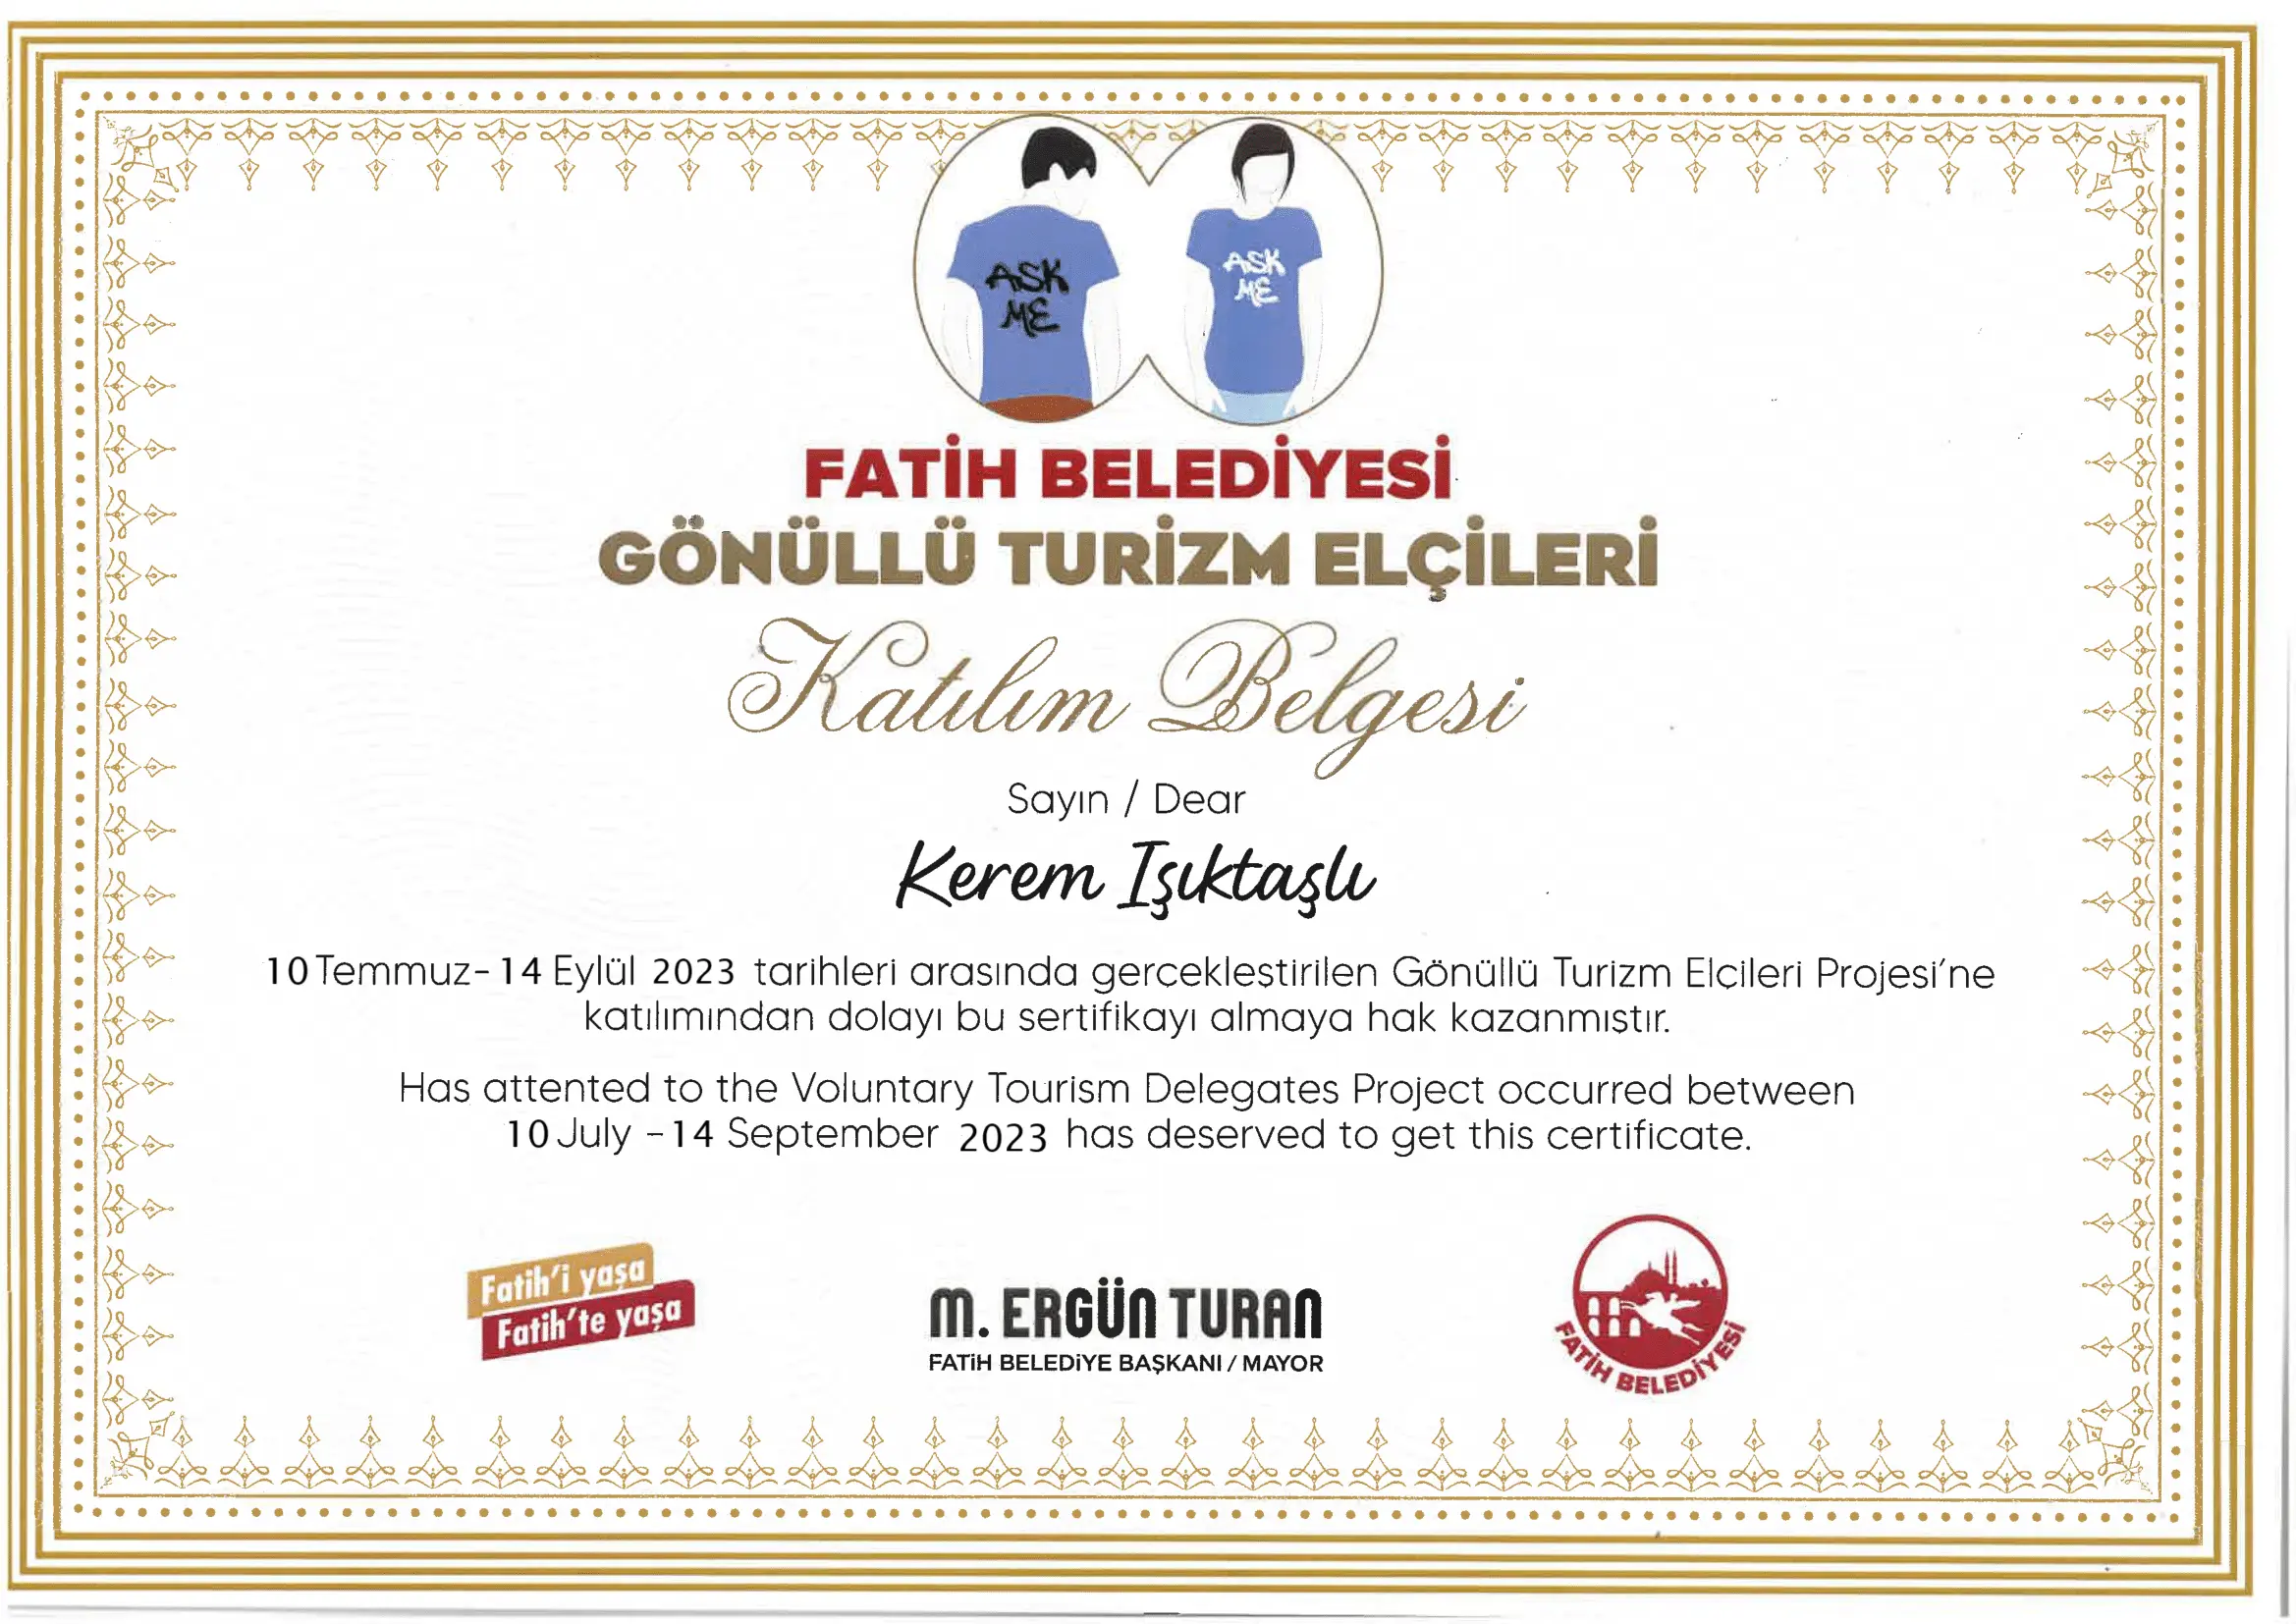 ASK
ME
ASK
ME
FATİH BELEDİYESİ
GÖNÜLLÜ TURİZM ELÇİLERİ
Katılım Belgesi
Sayın / Dear
Kerem Işıktaşlı
10 Temmuz- 14 Eylül 2023 tarihleri arasında gerçekleştirilen Gönüllü Turizm Elçileri Projesi'ne
katılımından dolayı bu sertifikayı almaya hak kazanmıştır.
Has attented to the Voluntary Tourism Delegates Project occurred between
10 July - 14 September 2023 has deserved to get this certificate.
Fatih'i yaşa
Fatih'te yaşa
M. ERGÜN TURAN
FATİH BELEDİYE BAŞKANI / MAYOR
FATİH BELEDİYESİ